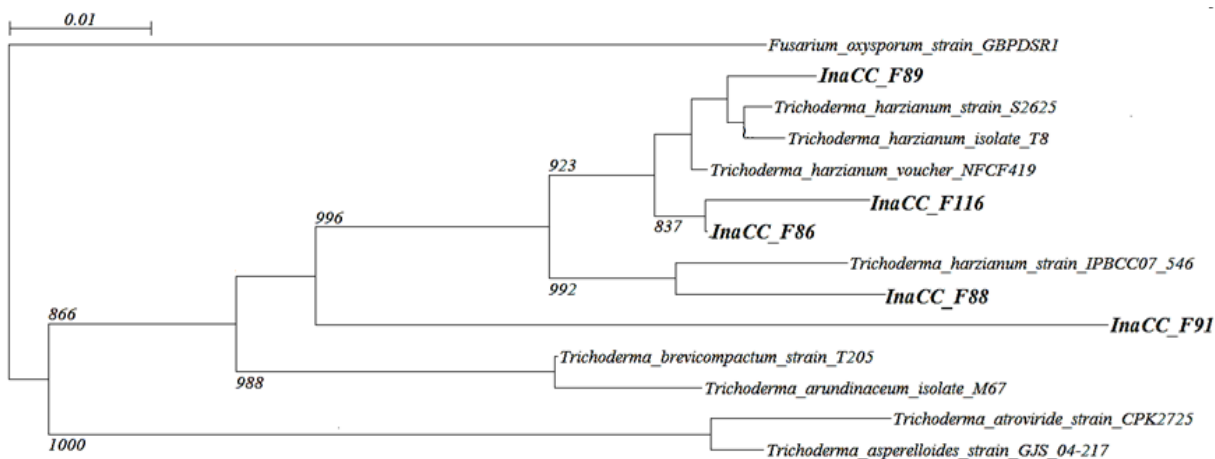 0.01
Fusarium_oxysporum_strain_GBPDSR1
InaCC_F89
Trichoderma_harzianum_strain_S2625
Trichoderma_harzianum_isolate_T8
923
Trichoderma_harzianum_voucher_NFCF419
InaCC_F116
996
837
InaCC_F86
Trichoderma_harzianum_strain_IPBCC07_546
992
InaCC_F88
866
InaCC_F91
Trichoderma_brevicompactum_strain_T205
988
Trichoderma_arundinaceum_isolate_M67
Trichoderma_atroviride_strain_CPK2725
1000
Trichoderma_asperelloides_strain_GJS_04-217